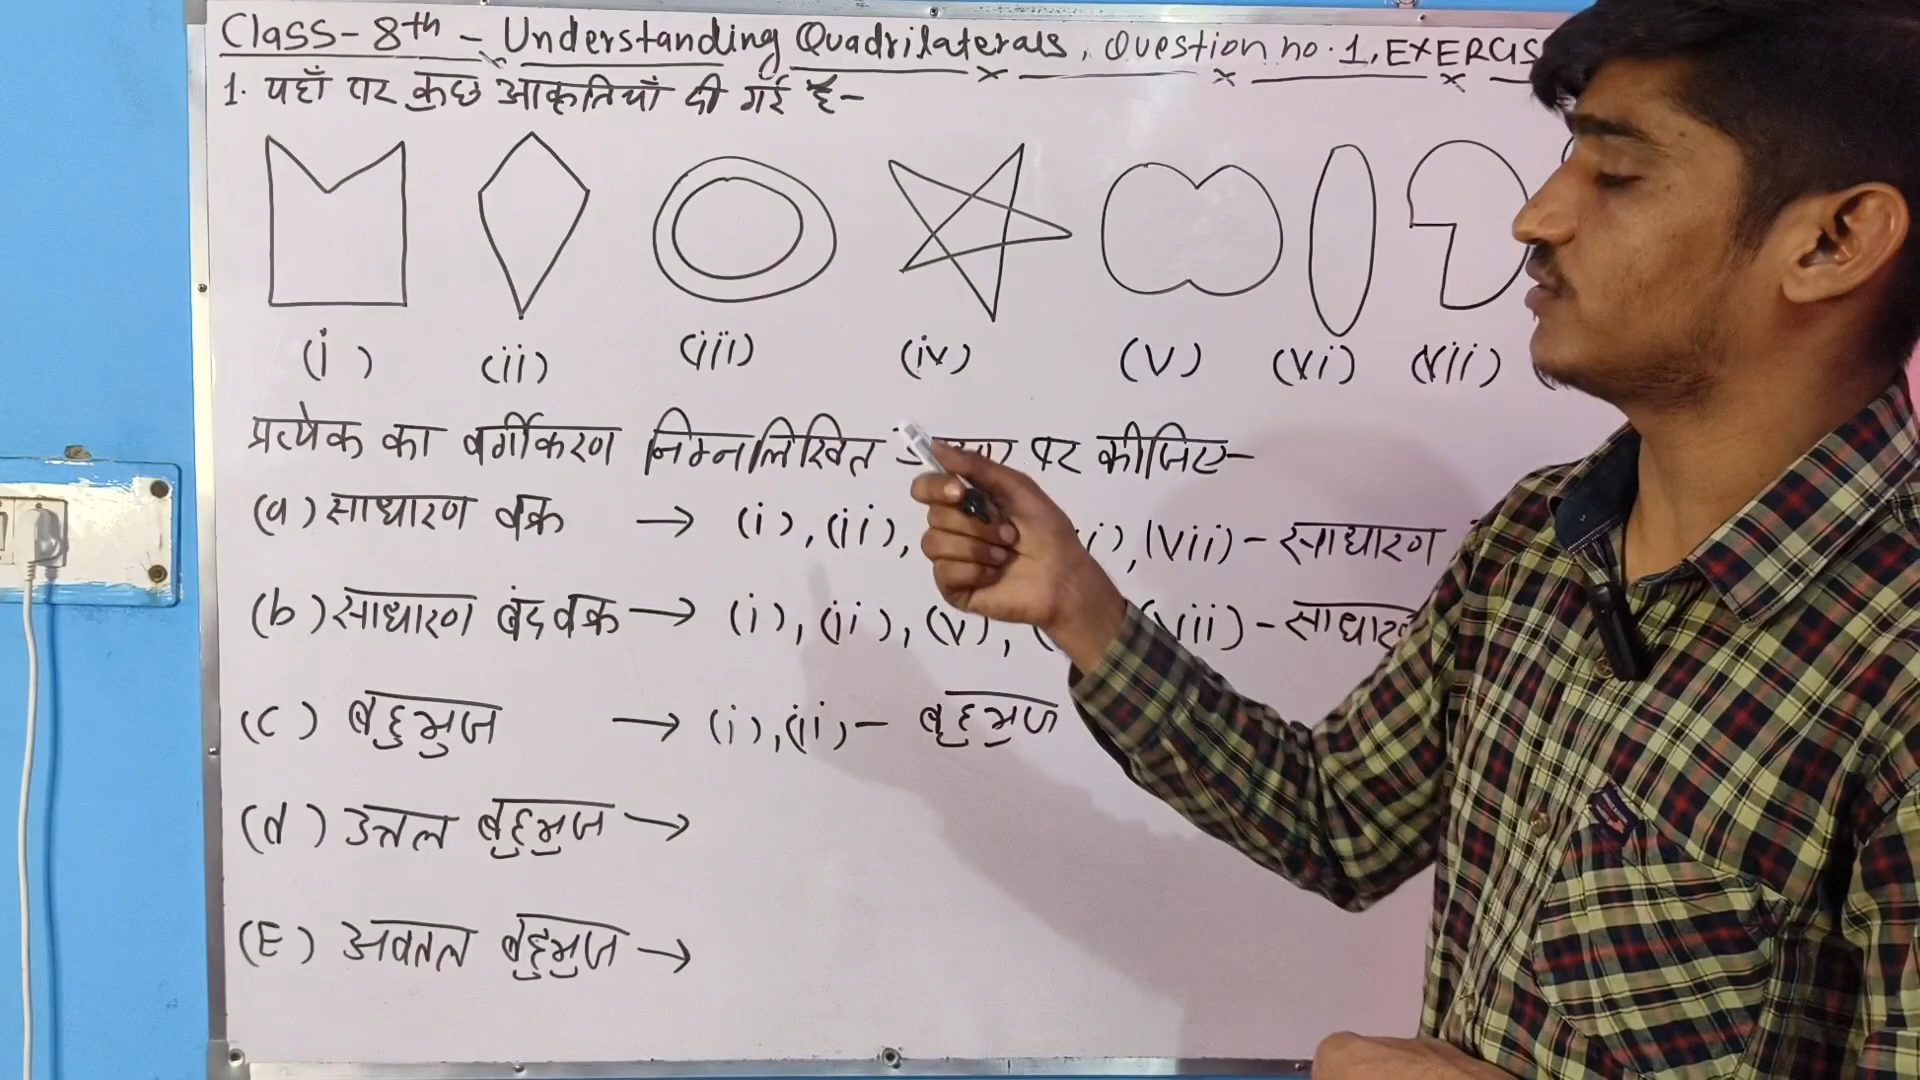 Class-8th - Understanding Quadrilaterals, Question no.1, EXERCIS
1. यहाँ पर कुछ आकृतियाँ दी गई हैं-
(i) (ii) (iii) (iv) (v) (vi) (vii)
प्रत्येक का वर्गीकरण निम्नलिखित पर कीजिए-
(a) साधारण वक्र → (i), (ii), (vii) - साधारण
(b) साधारण बंद वक्र → (i), (ii), (v), vii) - साधारण
(c) बहुभुज → (i), (ii) - बहुभुज
(d) उत्तल बहुभुज →
(E) अवतल बहुभुज →